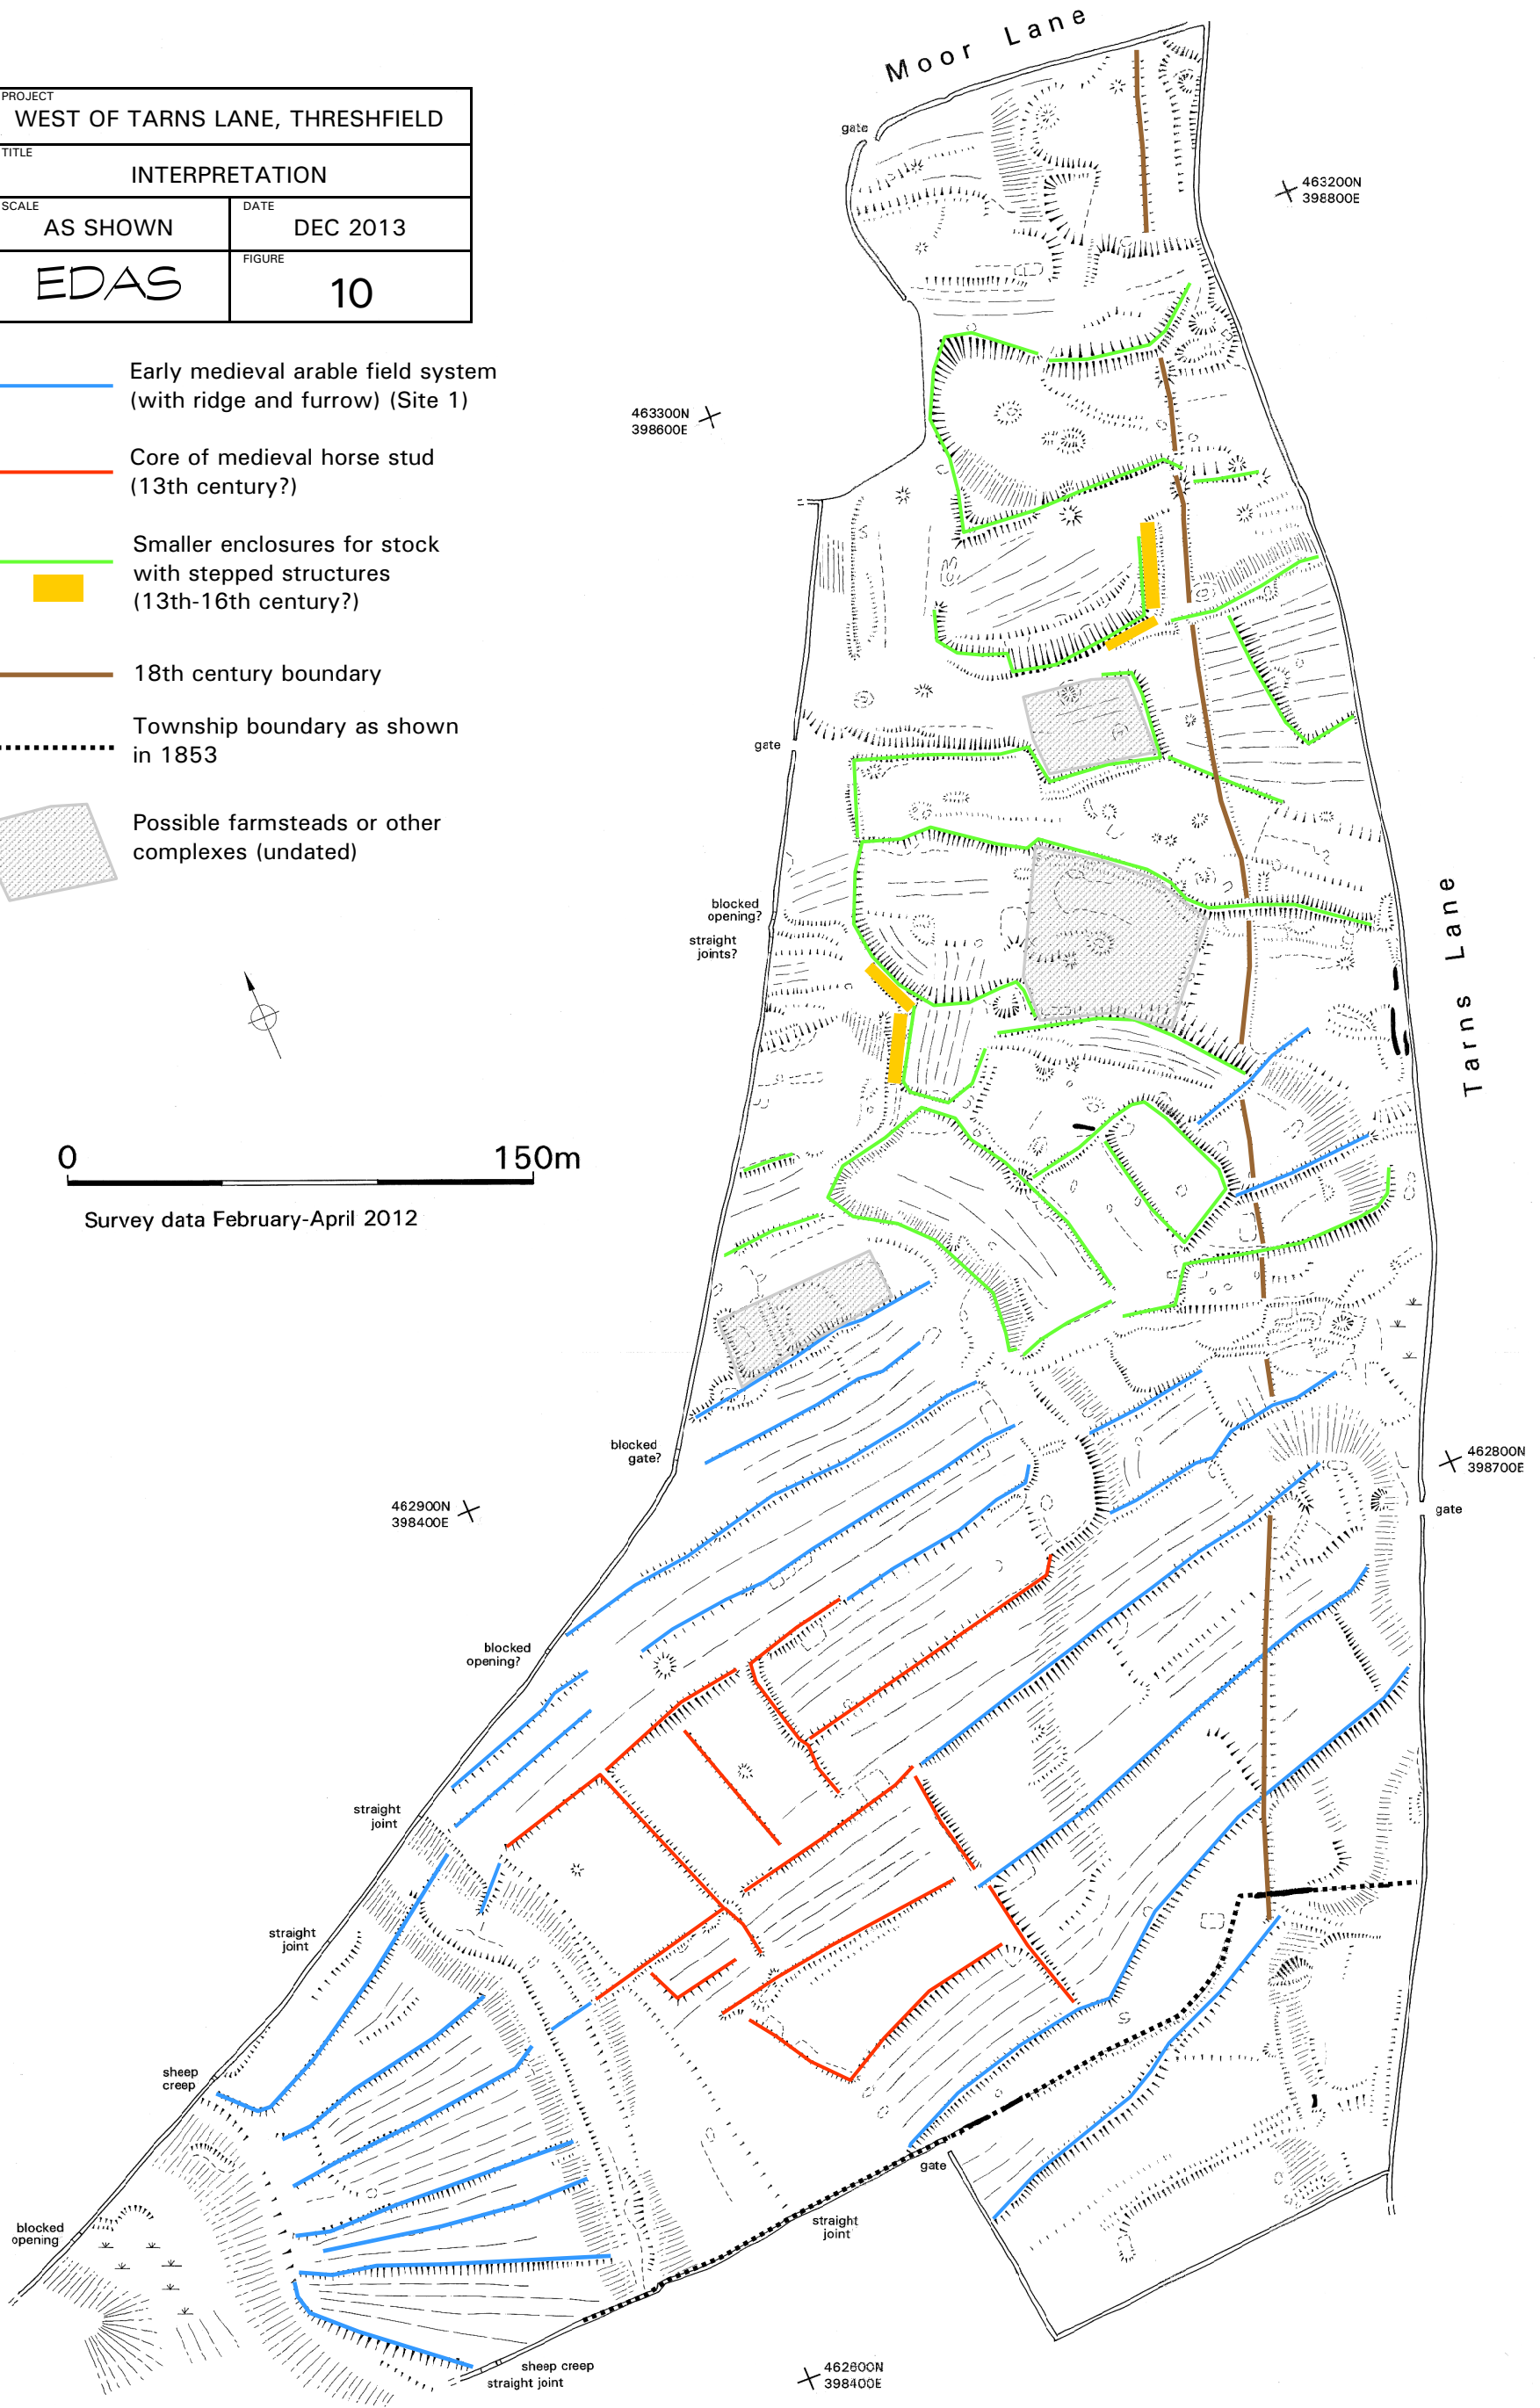 PROJECT
WEST OF TARNS LANE, THRESHFIELD
TITLE
INTERPRETATION
SCALE
AS SHOWN
DATE
DEC 2013
EDAS
FIGURE
10
Early medieval arable field system
(with ridge and furrow) (Site 1)
Core of medieval horse stud
(13th century?)
Smaller enclosures for stock
with stepped structures
(13th-16th century?)
18th century boundary
Township boundary as shown
in 1853
Possible farmsteads or other
complexes (undated)
0 150m
Survey data February-April 2012
Moor Lane
gate
463200N
398800E
463300N
398600E
gate
blocked
opening?
straight
joints?
Tarns Lane
blocked
gate?
462800N
398700E
462900N
398400E
gate
blocked
opening?
straight
joint
straight
joint
sheep
creep
gate
straight
joint
blocked
opening
sheep creep
straight joint
462600N
398400E